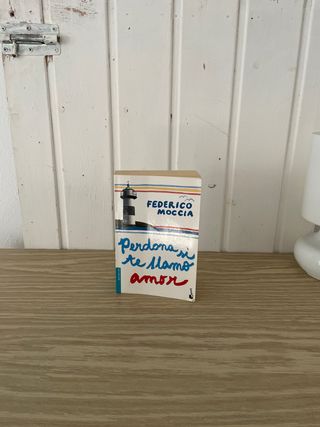 FEDERICO
MOCCIA
Perdona si
te llamo
amor